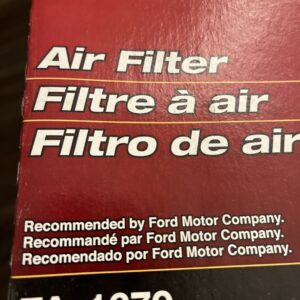 Air Filter
Filtre à air
Filtro de air
Recommended by Ford Motor Company.
Recommandé par Ford Motor Company.
Recomendado por Ford Motor Company.